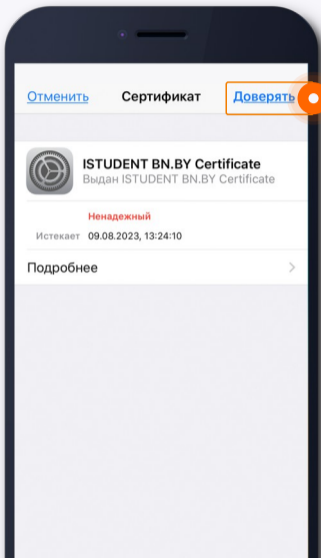 Отменить Сертификат Доверять
ISTUDENT BN.BY Certificate
Выдан ISTUDENT BN.BY Certificate
Ненадежный
Истекает 09.08.2023, 13:24:10
Подробнее